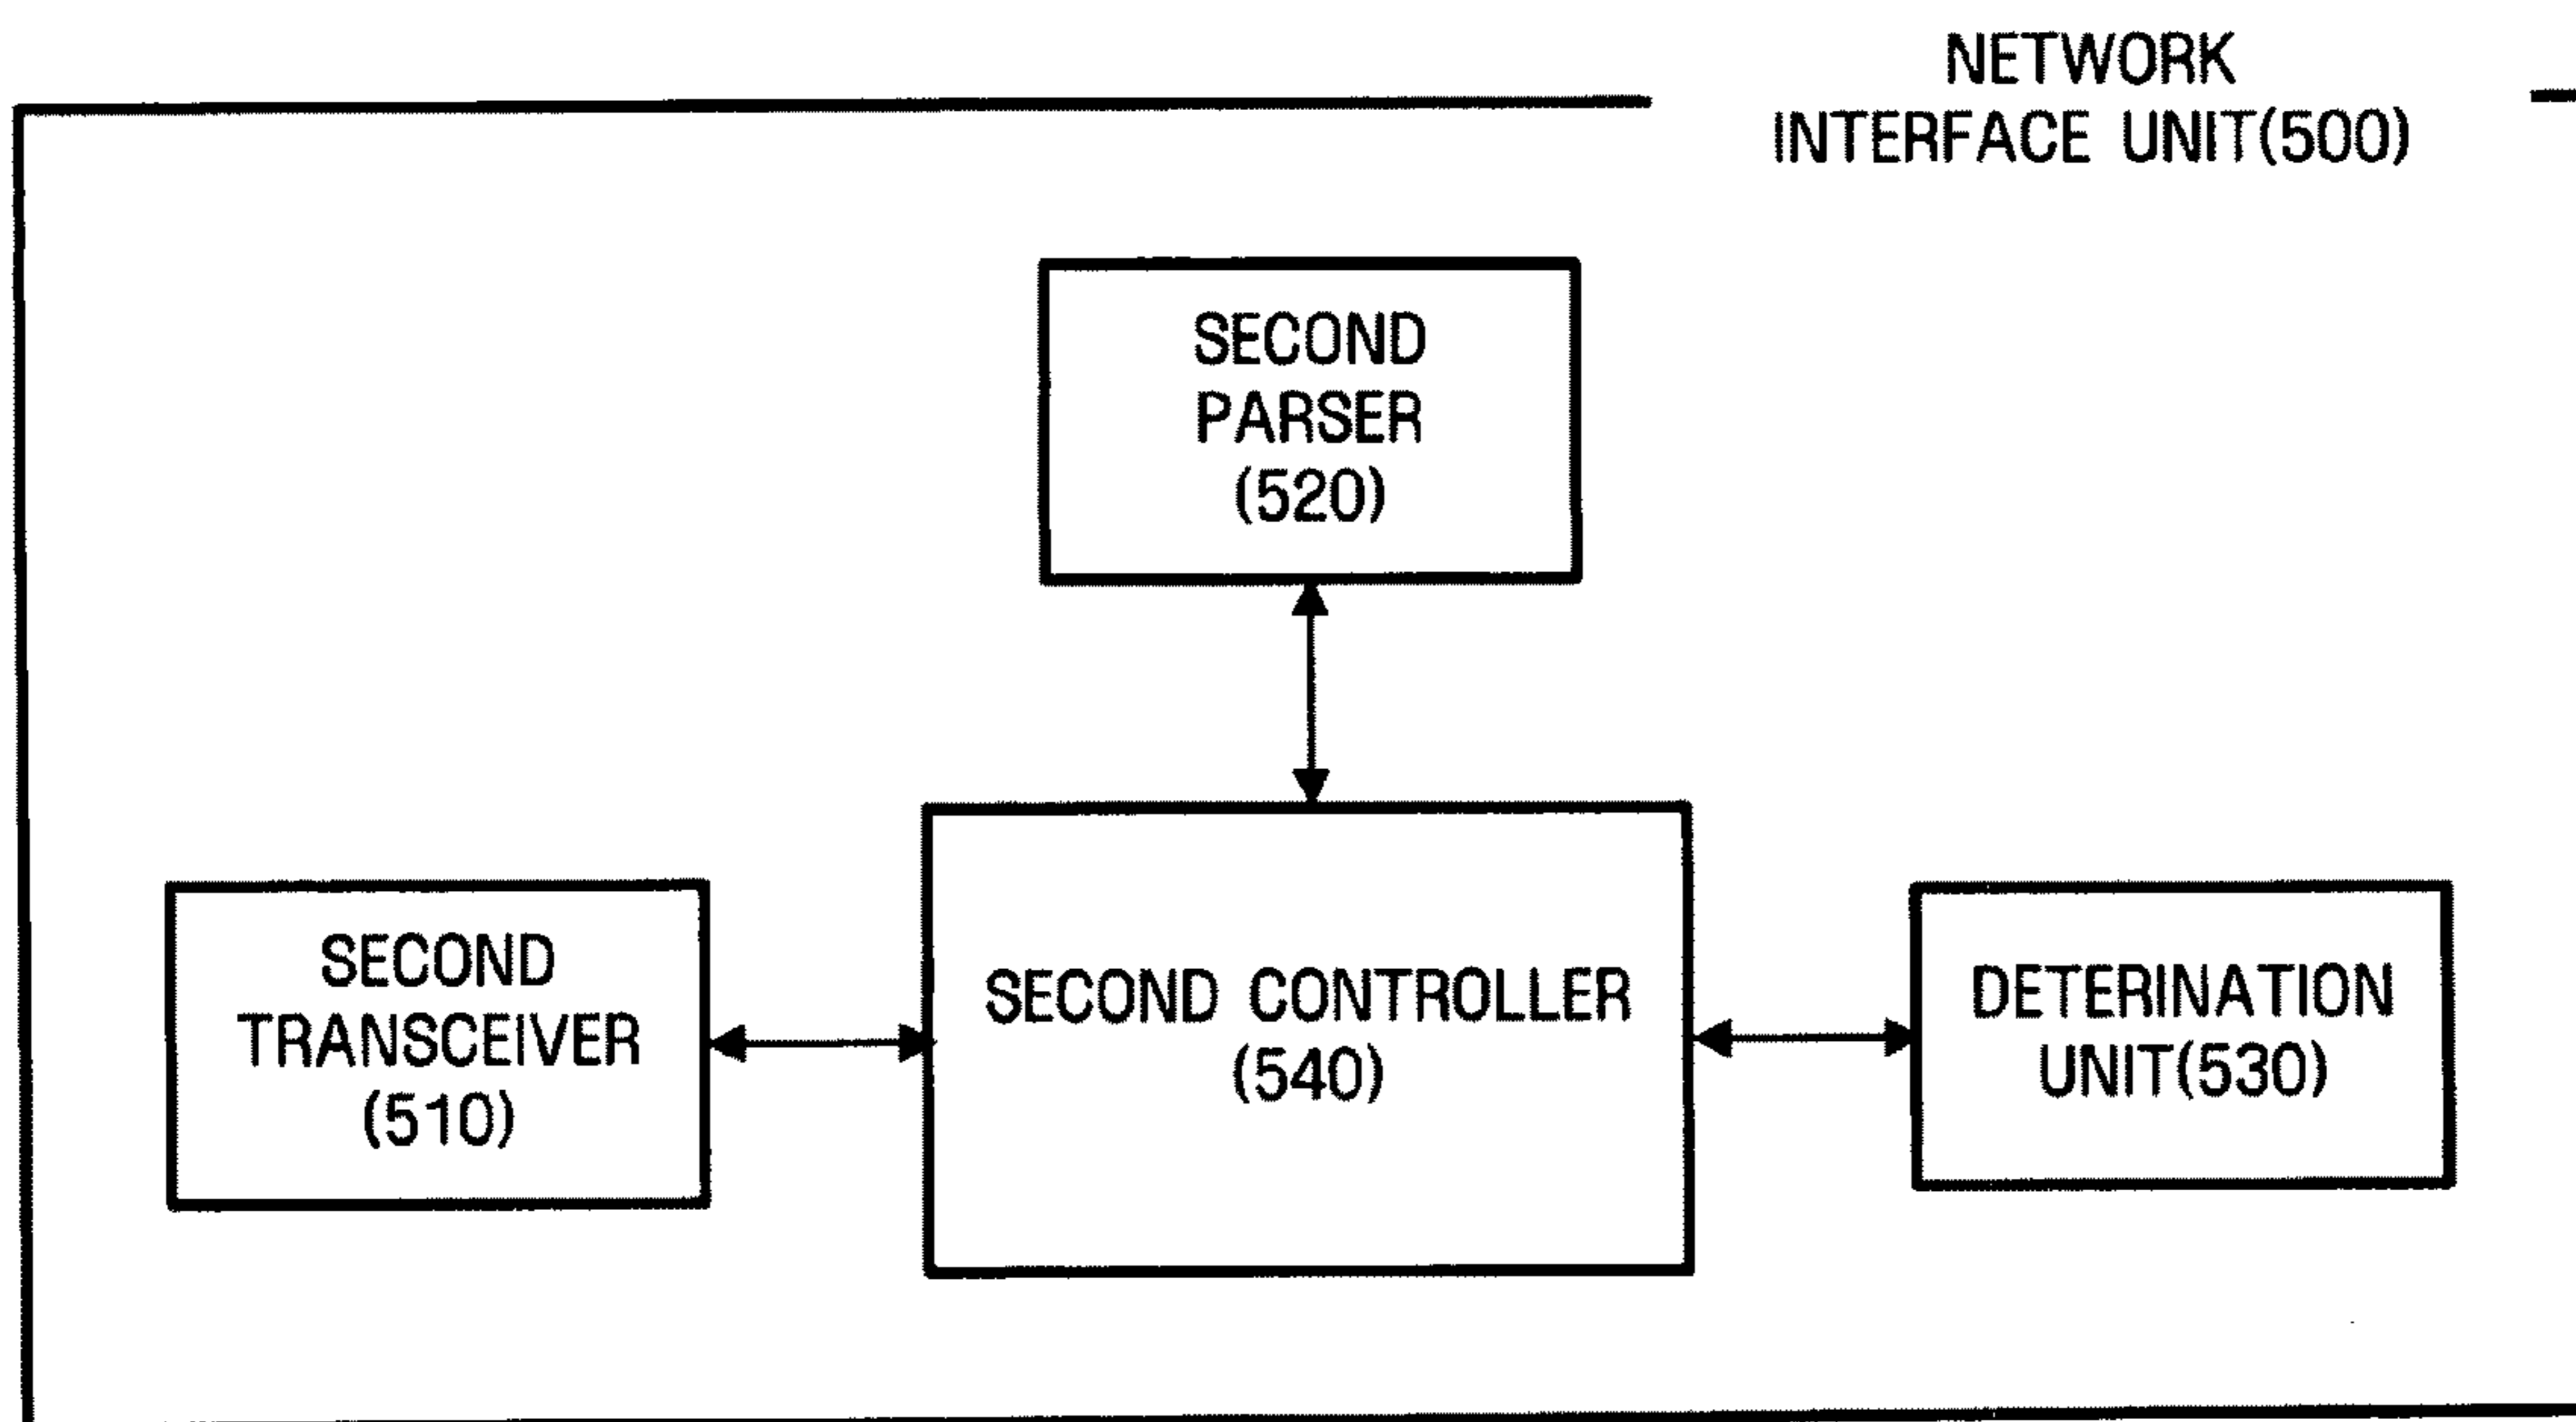 NETWORK
INTERFACE UNIT(500)
SECOND
PARSER
(520)
SECOND
TRANSCEIVER
(510)
SECOND CONTROLLER
(540)
DETERINATION
UNIT(530)